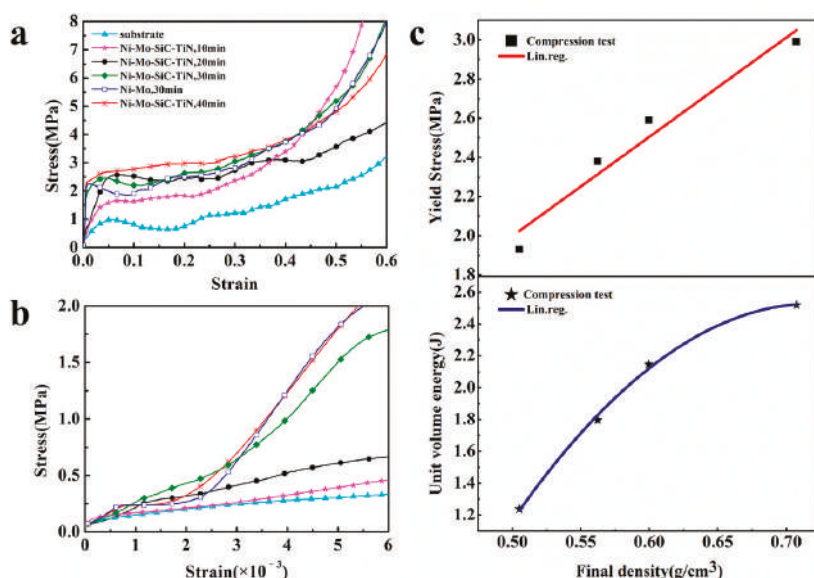 a
8
7
6
5
4
3
2
1
0
Stress(MPa)
substrate
Ni-Mo-SiC-TiN,10min
Ni-Mo-SiC-TiN,20min
Ni-Mo-SiC-TiN,30min
Ni-Mo,30min
Ni-Mo-SiC-TiN,40min
0.0 0.1 0.2 0.3 0.4 0.5 0.6
Strain
b
2.0
1.5
1.0
0.5
0.0
Stress(MPa)
0 1 2 3 4 5 6
Strain(×10⁻³)
c
3.0
2.6
2.2
2.0
1.8
Yield Stress(MPa)
Compression test
Lin.reg.
2.6
2.4
2.2
2.0
1.8
1.6
1.4
1.2
Unit volume energy(J)
Compression test
Lin.reg.
0.50 0.55 0.60 0.65 0.70
Final density(g/cm³)